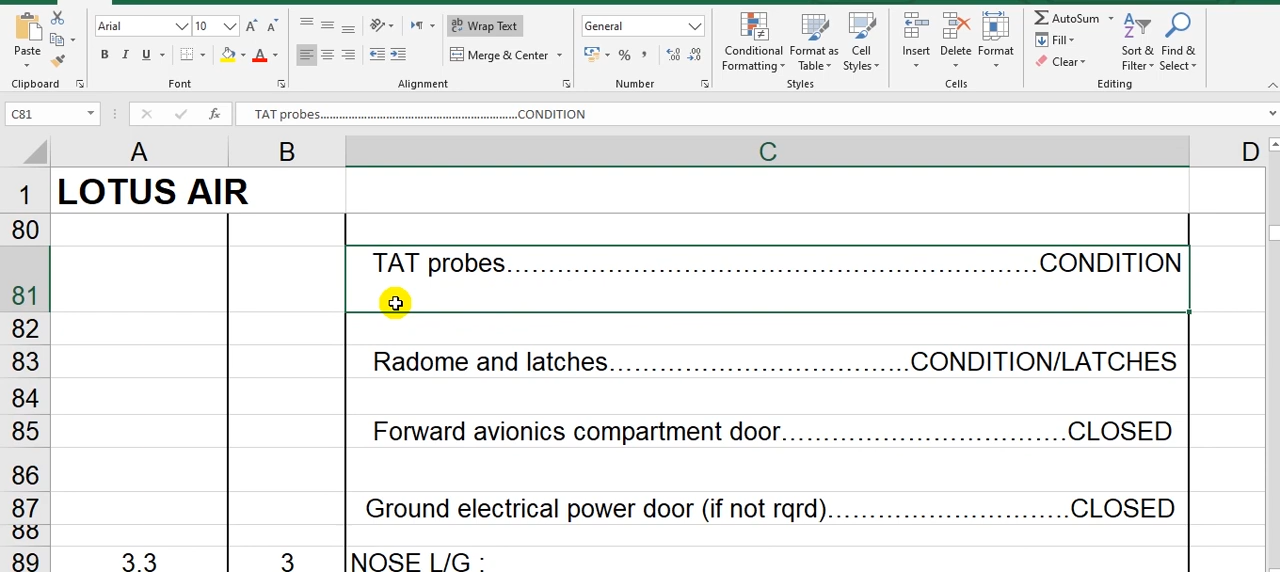 Arial 10 Wrap Text General AutoSum
Paste Merge & Center Conditional Formatting Format as Table Cell Styles Insert Delete Format Fill Clear Sort & Filter Find & Select
Clipboard Font Alignment Number Styles Cells Editing
C81 fx TAT probes……………………………………………………….CONDITION
A B C D
1 LOTUS AIR
80
81 TAT probes……………………………………………………….CONDITION
82
83 Radome and latches………………………………CONDITION/LATCHES
84
85 Forward avionics compartment door…………………………….CLOSED
86
87 Ground electrical power door (if not rqrd)………………………..CLOSED
88
89 3.3 3 NOSE L/G :